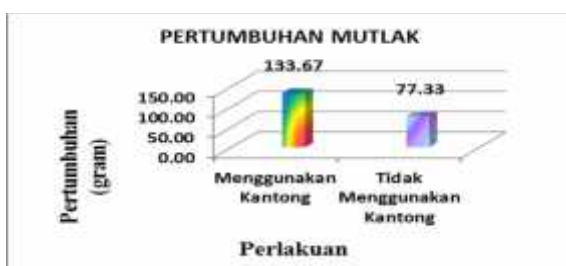 PERTUMBUHAN MUTLAK
133.67
77.33
150.00
100.00
50.00
0.00
Pertumbuhan
(gram)
Menggunakan
Kantong
Tidak
Menggunakan
Kantong
Perlakuan